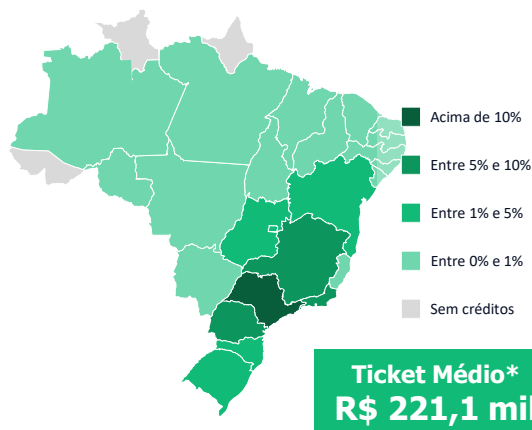 Acima de 10%
Entre 5% e 10%
Entre 1% e 5%
Entre 0% e 1%
Sem créditos
Ticket Médio*
R$ 221,1 mil